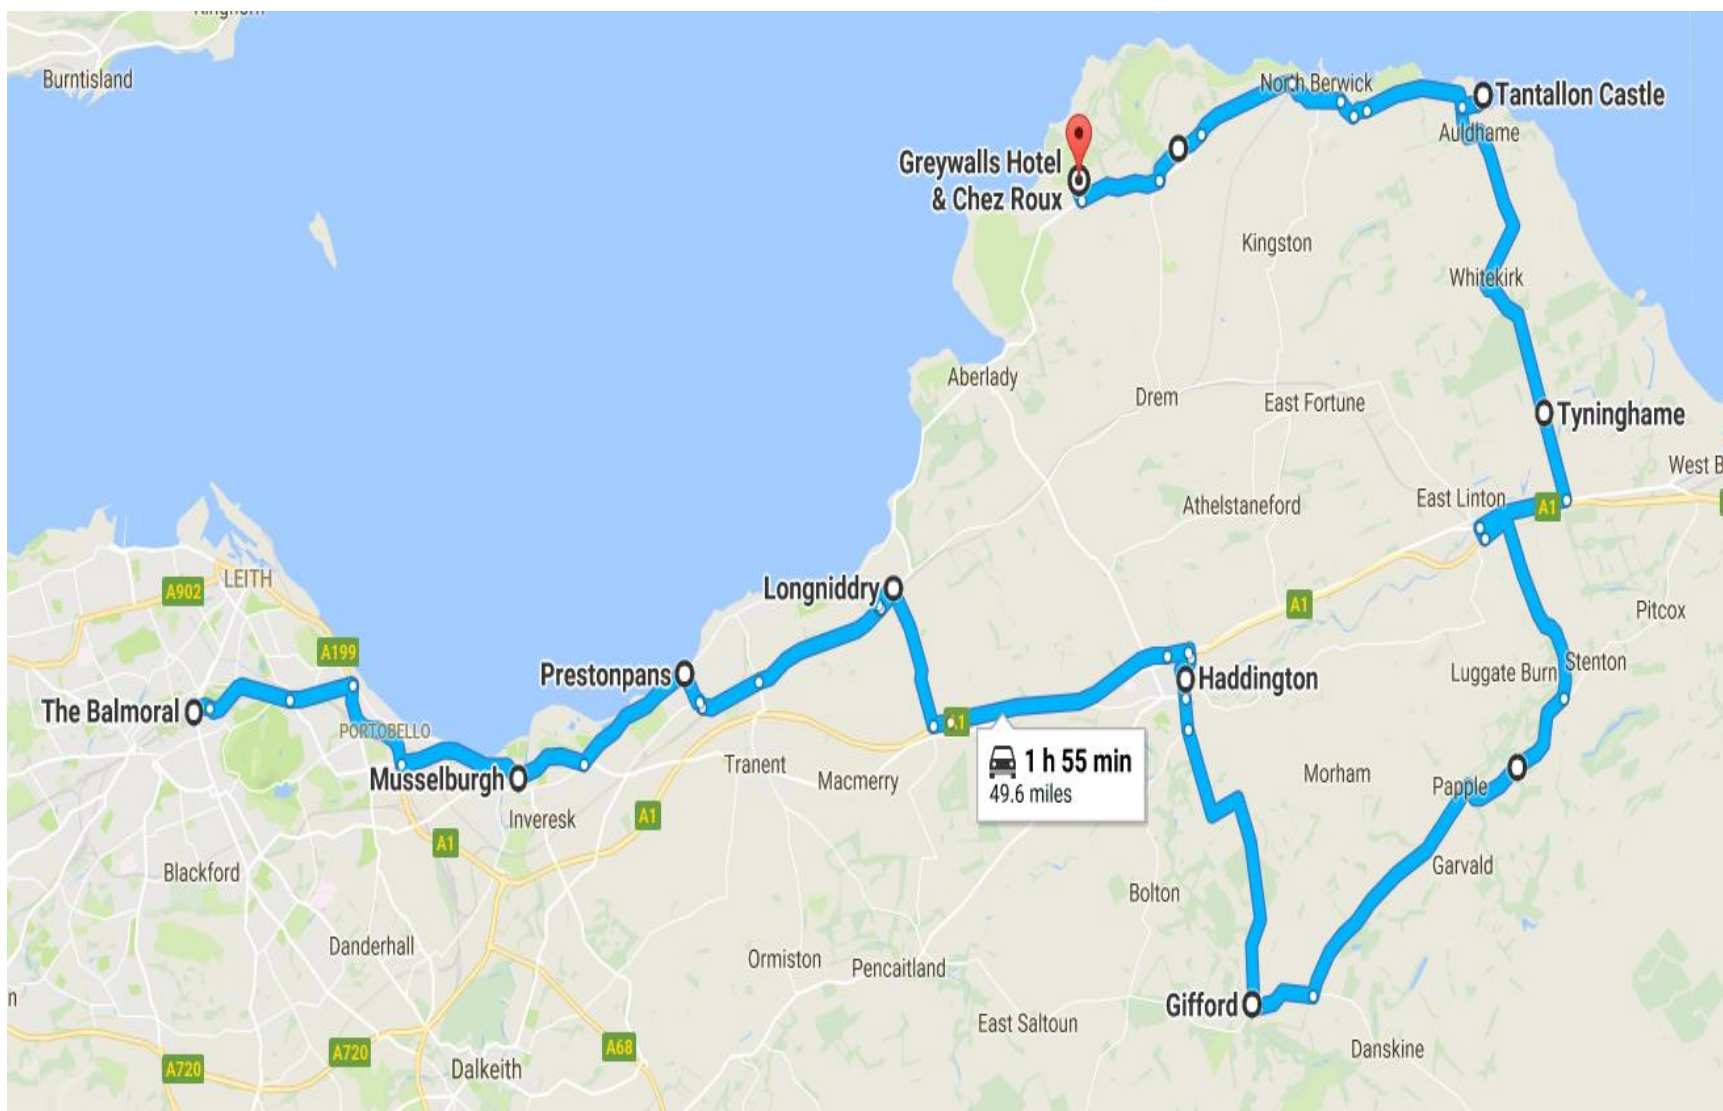 Burntisland
North Berwick
Tantallon Castle
Auldhame
Greywalls Hotel
& Chez Roux
Kingston
Whitekirk
Aberlady
Drem
East Fortune
Tyninghame
West B
East Linton
A1
Athelstaneford
LEITH
A902
Longniddry
A1
Pitcox
A199
Prestonpans
Haddington
Luggate Burn
Stenton
The Balmoral
PORTOBELLO
1 h 55 min
49.6 miles
Musselburgh
Tranent
Macmerry
Morham
Papple
Inveresk
A1
A1
Blackford
Garvald
Bolton
Danderhall
Ormiston
Pencaitland
Gifford
East Saltoun
A68
A720
A720
Danskine
Dalkeith